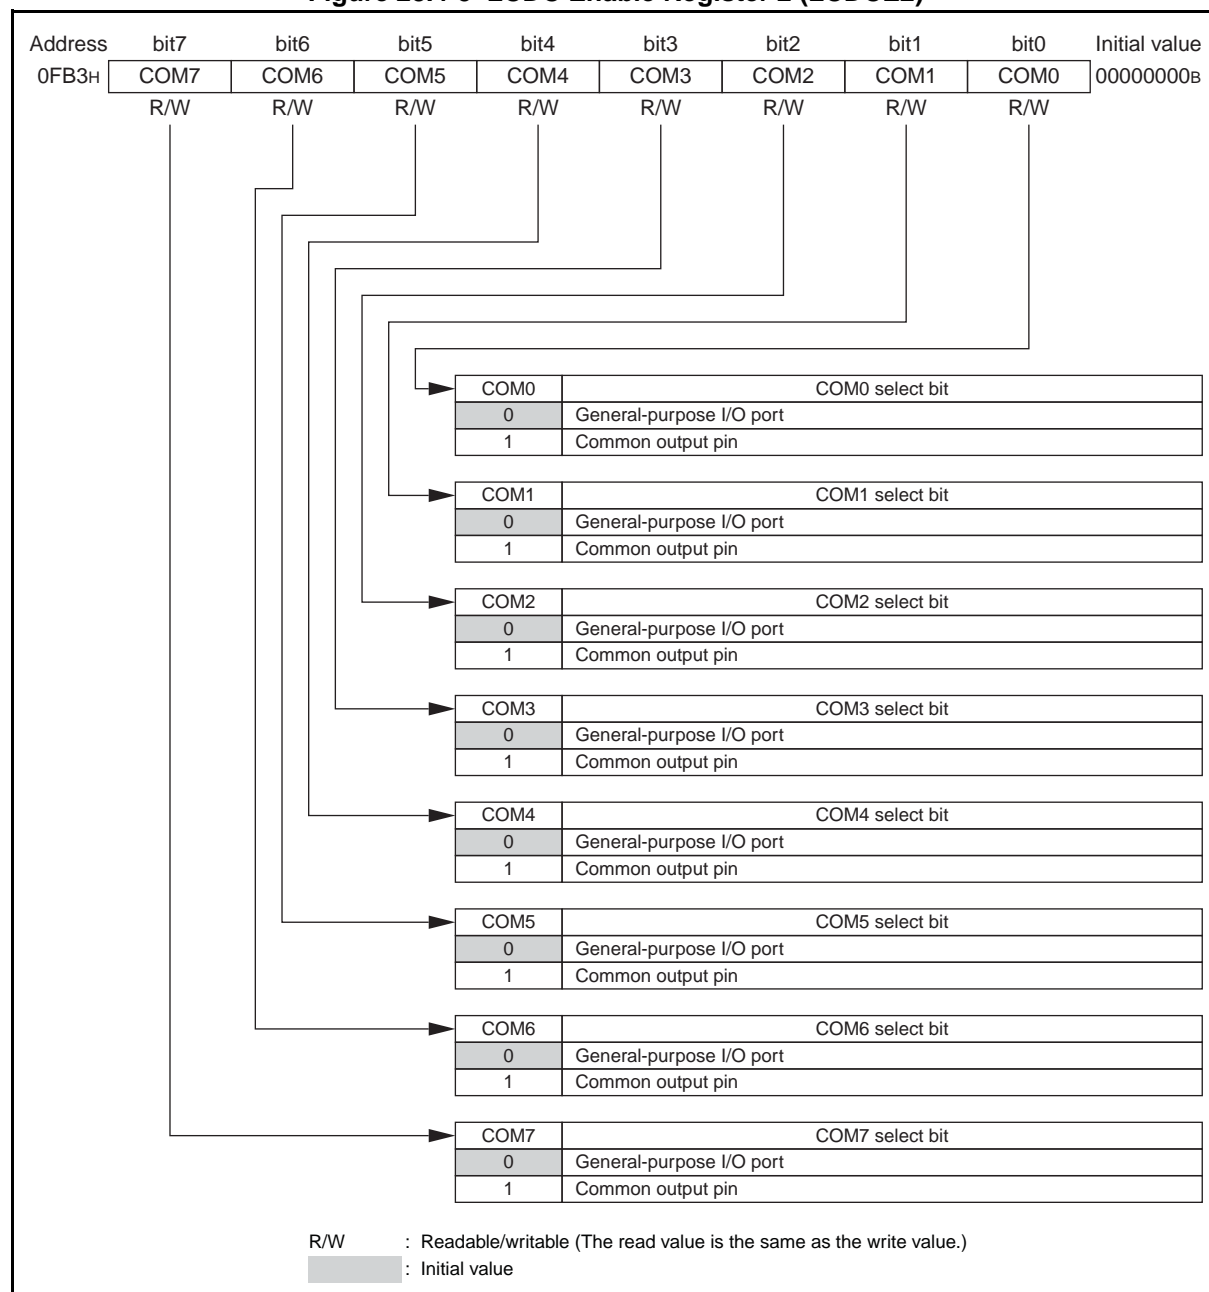 Address bit7 bit6 bit5 bit4 bit3 bit2 bit1 bit0 Initial value
0FB3H COM7 COM6 COM5 COM4 COM3 COM2 COM1 COM0 00000000B
R/W R/W R/W R/W R/W R/W R/W R/W
COM0 COM0 select bit
0 General-purpose I/O port
1 Common output pin
COM1 COM1 select bit
0 General-purpose I/O port
1 Common output pin
COM2 COM2 select bit
0 General-purpose I/O port
1 Common output pin
COM3 COM3 select bit
0 General-purpose I/O port
1 Common output pin
COM4 COM4 select bit
0 General-purpose I/O port
1 Common output pin
COM5 COM5 select bit
0 General-purpose I/O port
1 Common output pin
COM6 COM6 select bit
0 General-purpose I/O port
1 Common output pin
COM7 COM7 select bit
0 General-purpose I/O port
1 Common output pin
R/W : Readable/writable (The read value is the same as the write value.)
: Initial value